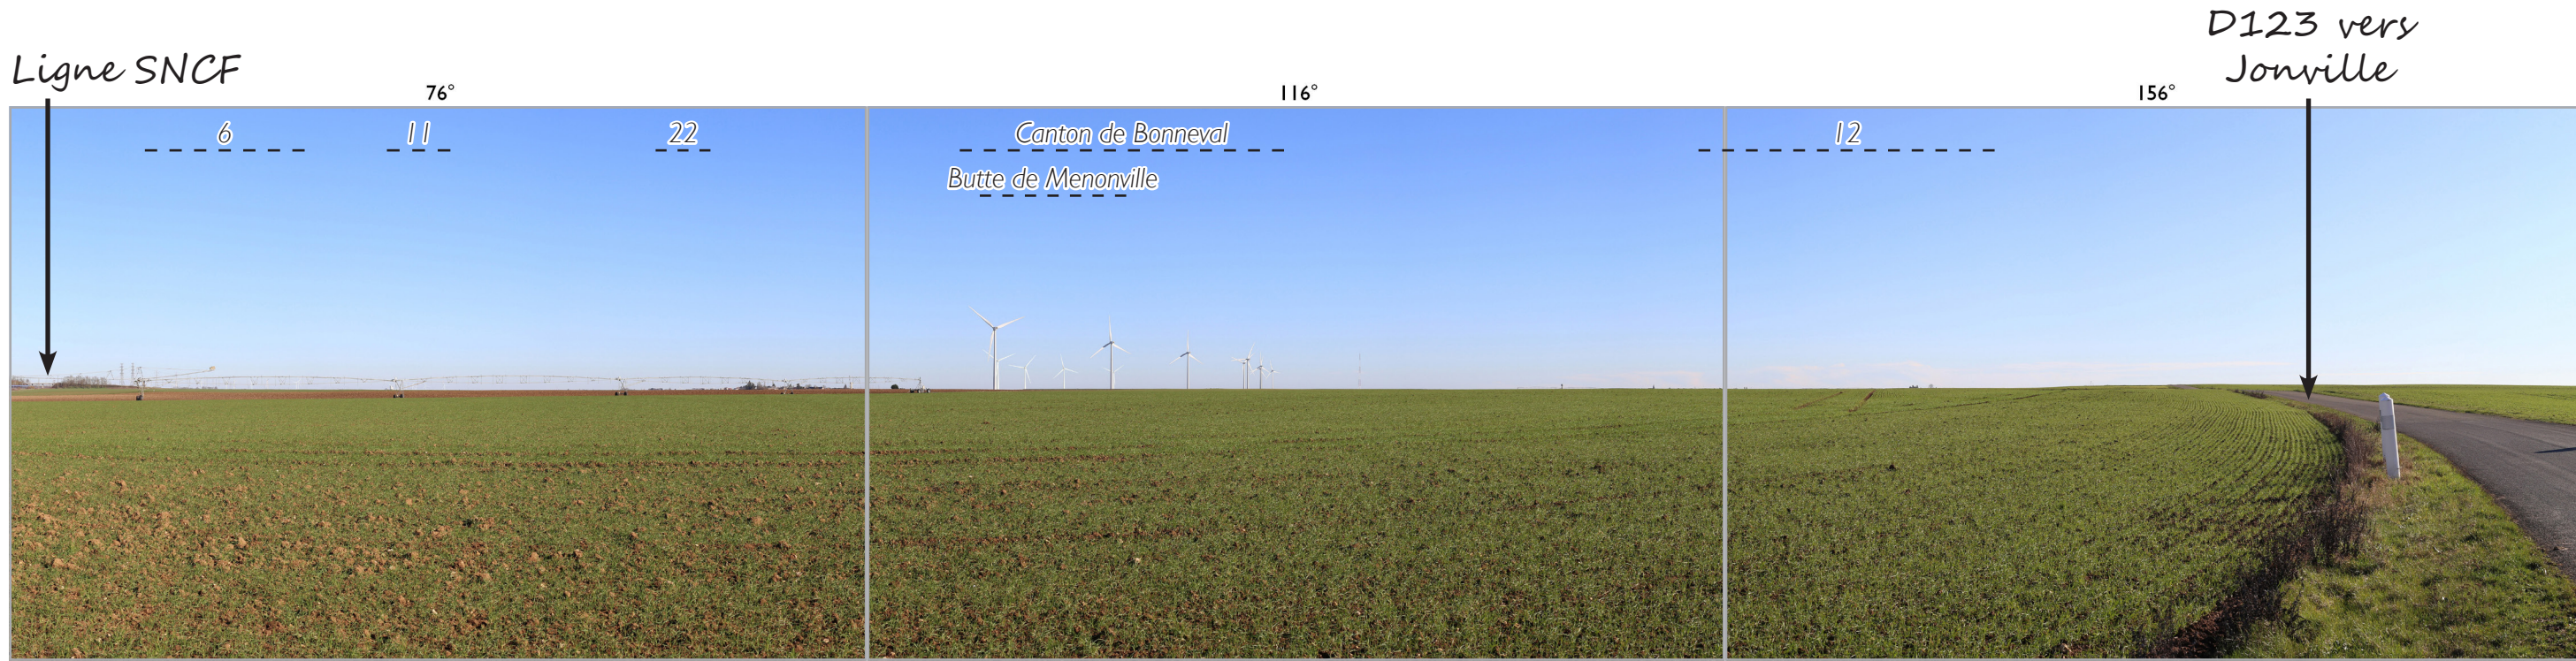 D123 vers
Jonville
Ligne SNCF
76°
116°
156°
6
11
22
Canton de Bonneval
12
Butte de Menonville